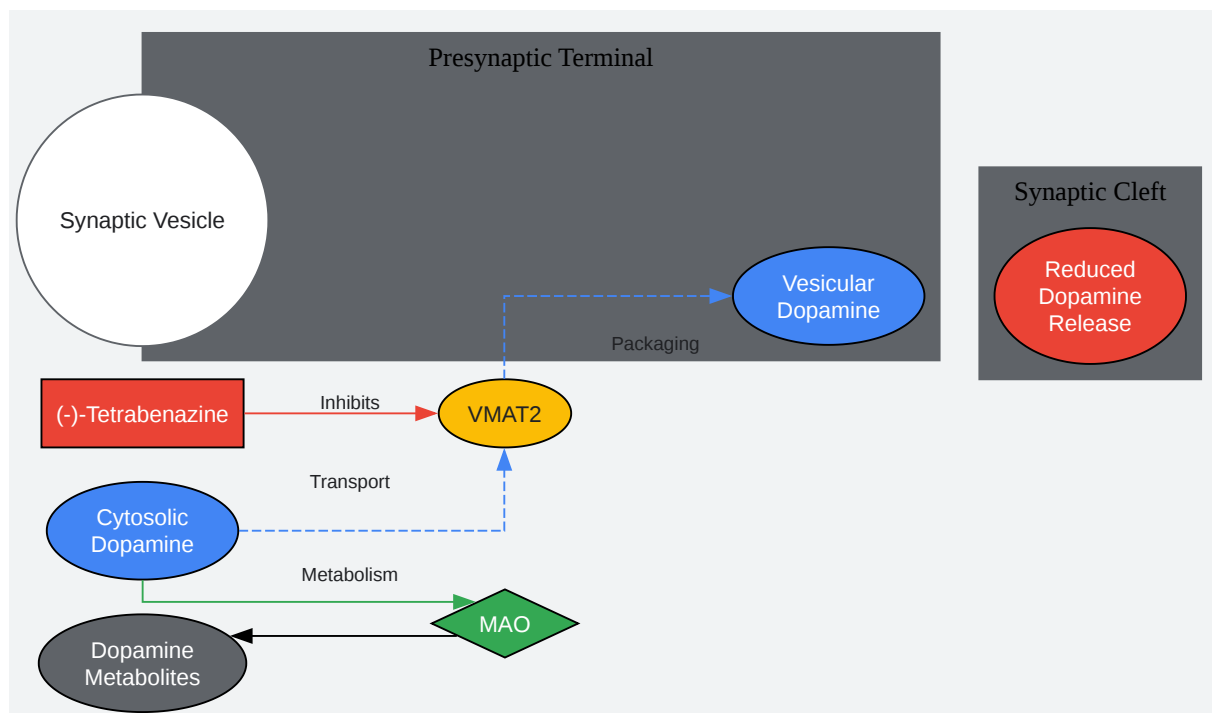 Presynaptic Terminal
Synaptic Vesicle
Synaptic Cleft
Vesicular
Dopamine
Reduced
Dopamine
Release
Packaging
(-)-Tetrabenazine
Inhibits
VMAT2
Transport
Cytosolic
Dopamine
Metabolism
MAO
Dopamine
Metabolites